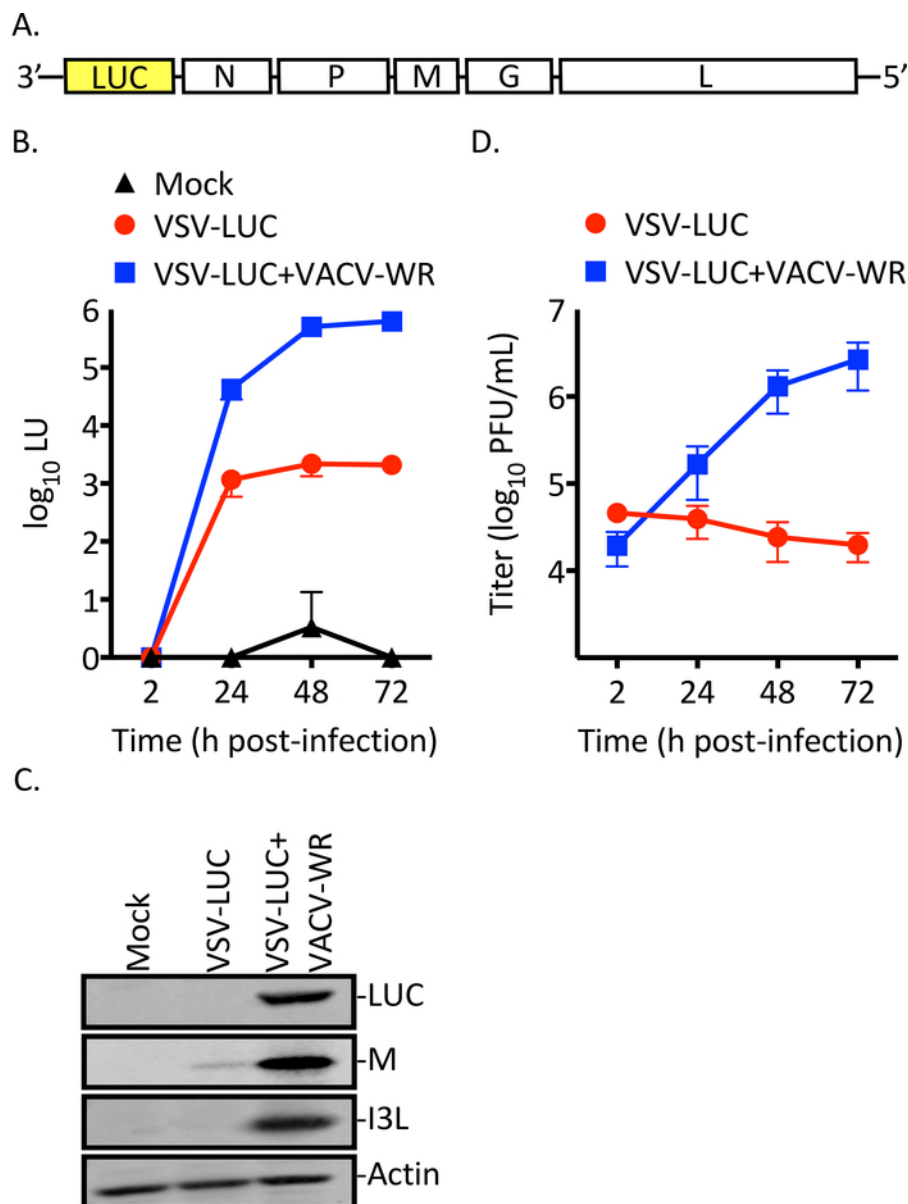 A.
3’ LUC N P M G L 5’
B.
Mock
VSV-LUC
VSV-LUC+VACV-WR
6
5
4
3
2
1
0
log10 LU
2 24 48 72
Time (h post-infection)
D.
VSV-LUC
VSV-LUC+VACV-WR
7
6
5
4
Titer (log10 PFU/mL)
2 24 48 72
Time (h post-infection)
C.
Mock
VSV-LUC
VSV-LUC+
VACV-WR
-LUC
-M
-I3L
-Actin